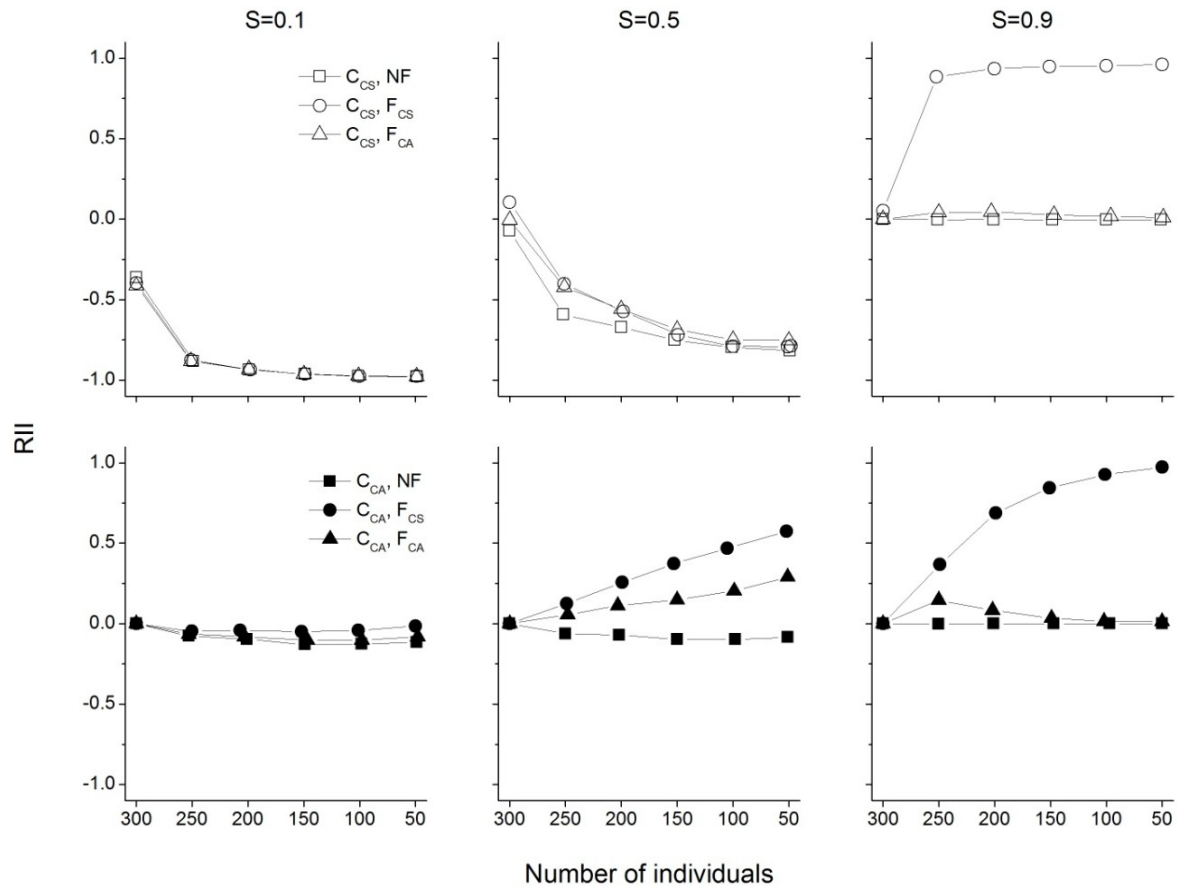 S=0.1 S=0.5 S=0.9
1.0
0.5
0.0
-0.5
-1.0
C_CS, NF
C_CS, F_CS
C_CS, F_CA
RII
1.0
0.5
0.0
-0.5
-1.0
C_CA, NF
C_CA, F_CS
C_CA, F_CA
300 250 200 150 100 50 300 250 200 150 100 50 300 250 200 150 100 50
Number of individuals